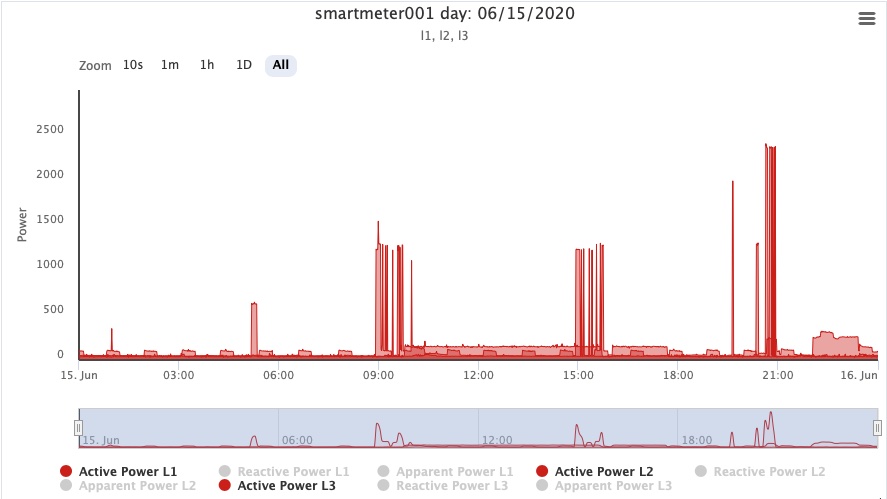 smartmeter001 day: 06/15/2020
l1, l2, l3
Zoom 10s 1m 1h 1D All
Power
2500
2000
1500
1000
500
0
15. Jun 03:00 06:00 09:00 12:00 15:00 18:00 21:00 16. Jun
15. Jun 06:00 12:00 18:00
Active Power L1 Reactive Power L1 Apparent Power L1 Active Power L2 Reactive Power L2
Apparent Power L2 Active Power L3 Reactive Power L3 Apparent Power L3